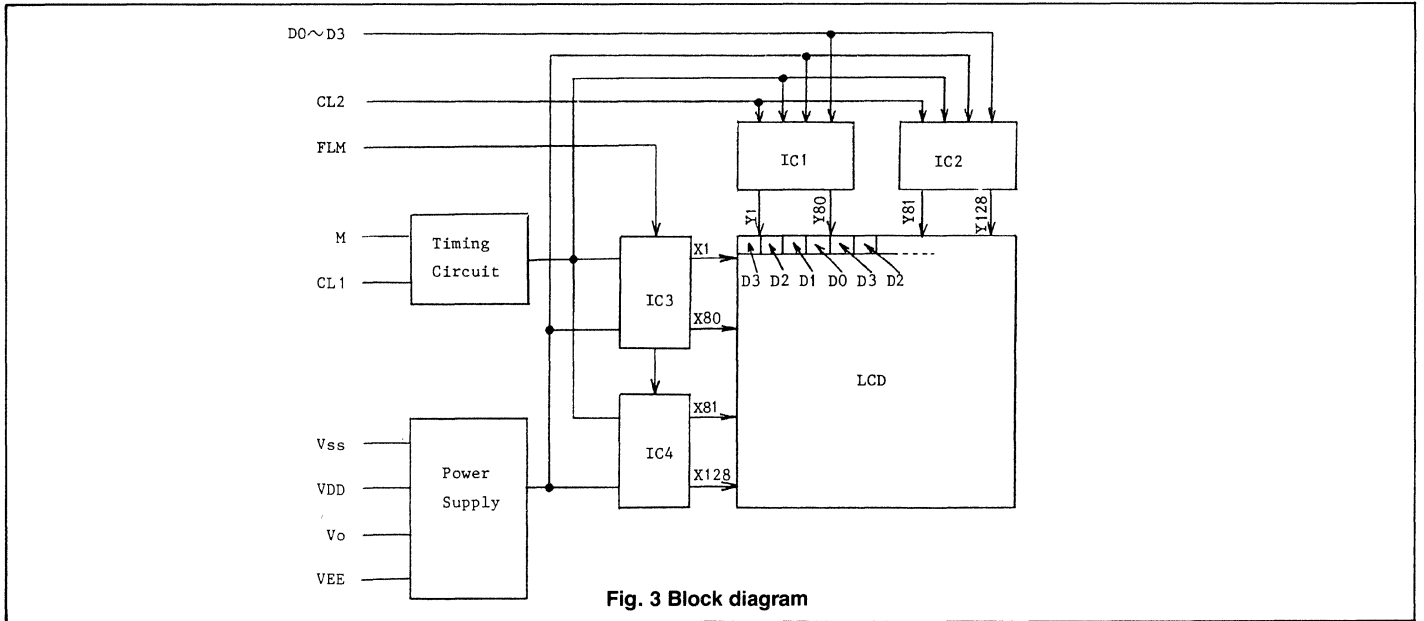 D0~D3
CL2
FLM
IC1
IC2
Y1
Y80
Y81
Y128
M
CL1
Timing
Circuit
X1
D3 D2 D1 D0 D3 D2
IC3
X80
LCD
X81
IC4
X128
Vss
VDD
Vo
VEE
Power
Supply
Fig. 3 Block diagram